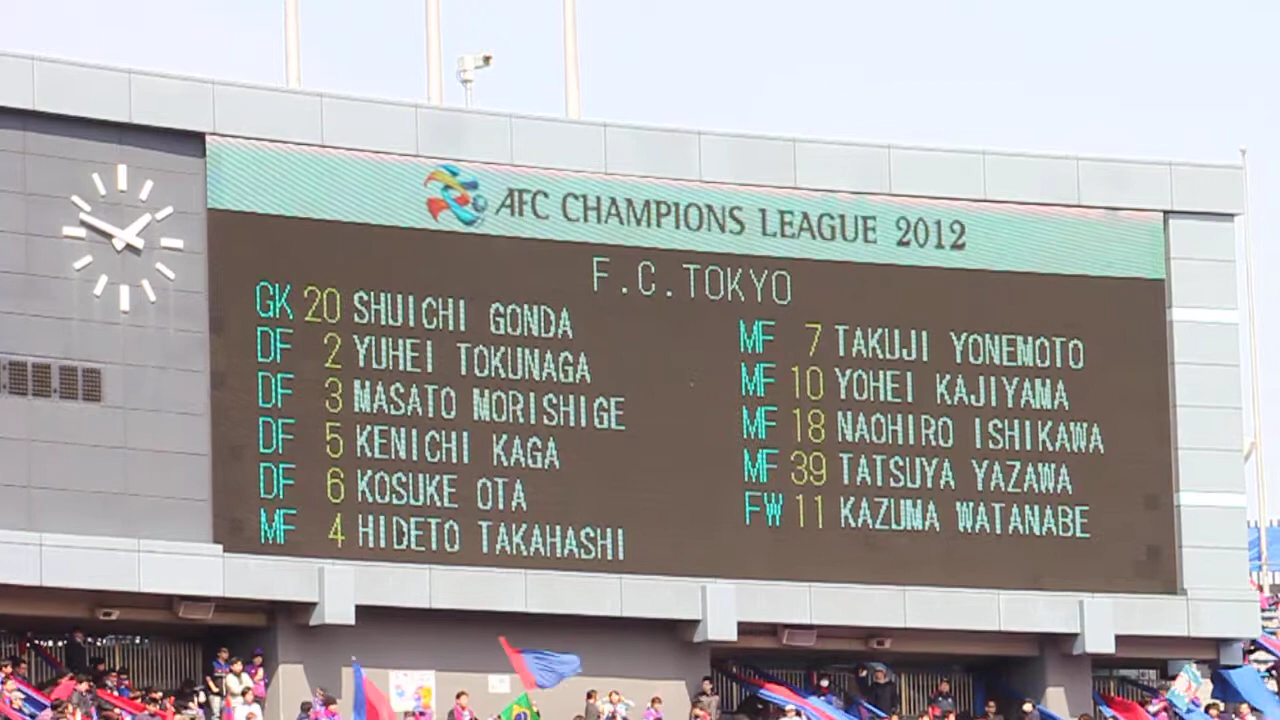 AFC CHAMPIONS LEAGUE 2012
F.C.TOKYO
GK 20 SHUICHI GONDA
DF 2 YUHEI TOKUNAGA
DF 3 MASATO MORISHIGE
DF 5 KENICHI KAGA
DF 6 KOSUKE OTA
MF 4 HIDETO TAKAHASHI
MF 7 TAKUJI YONEMOTO
MF 10 YOHEI KAJIYAMA
MF 18 NAOHIRO ISHIKAWA
MF 39 TATSUYA YAZAWA
FW 11 KAZUMA WATANABE